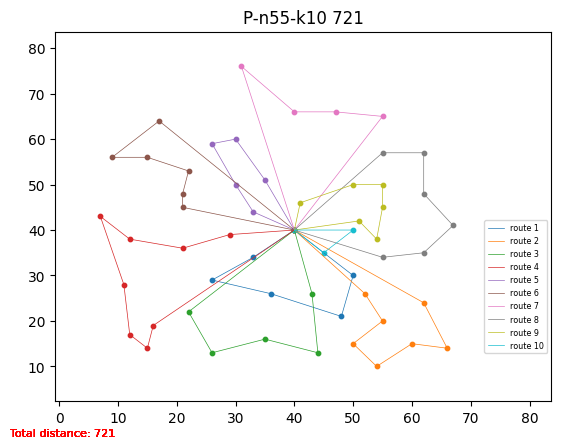 P-n55-k10 721
80
70
60
50
40
30
20
10
0 10 20 30 40 50 60 70 80
route 1
route 2
route 3
route 4
route 5
route 6
route 7
route 8
route 9
route 10
Total distance: 721